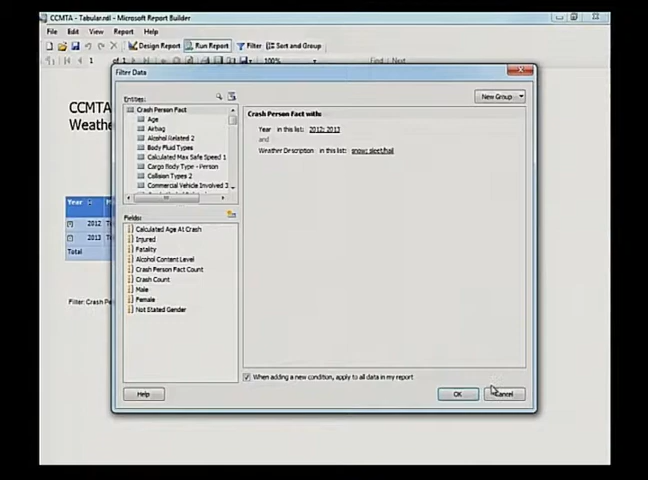 CCMTA - Tabular.rdl - Microsoft Report Builder
File Edit View Report Help
Design Report Run Report Filter Sort and Group
1 of 1 100% Find Next
Filter Data
CCMTA
Weathe
Entities:
New Group
Crash Person Fact
Age
Airbag
Alcohol Related 2
Body Fluid Types
Calculated Max Safe Speed 1
Cargo Body Type - Person
Collision Types 2
Commercial Vehicle Involved 3
Crash Person Fact with:
Year in this list: 2012; 2013
and
Weather Description in this list: snow; sleet/hail
Year
2012
2013
Total
Fields:
Calculated Age At Crash
Injured
Fatality
Alcohol Content Level
Crash Person Fact Count
Crash Count
Male
Female
Not Stated Gender
Filter: Crash Pe
When adding a new condition, apply to all data in my report
Help OK Cancel